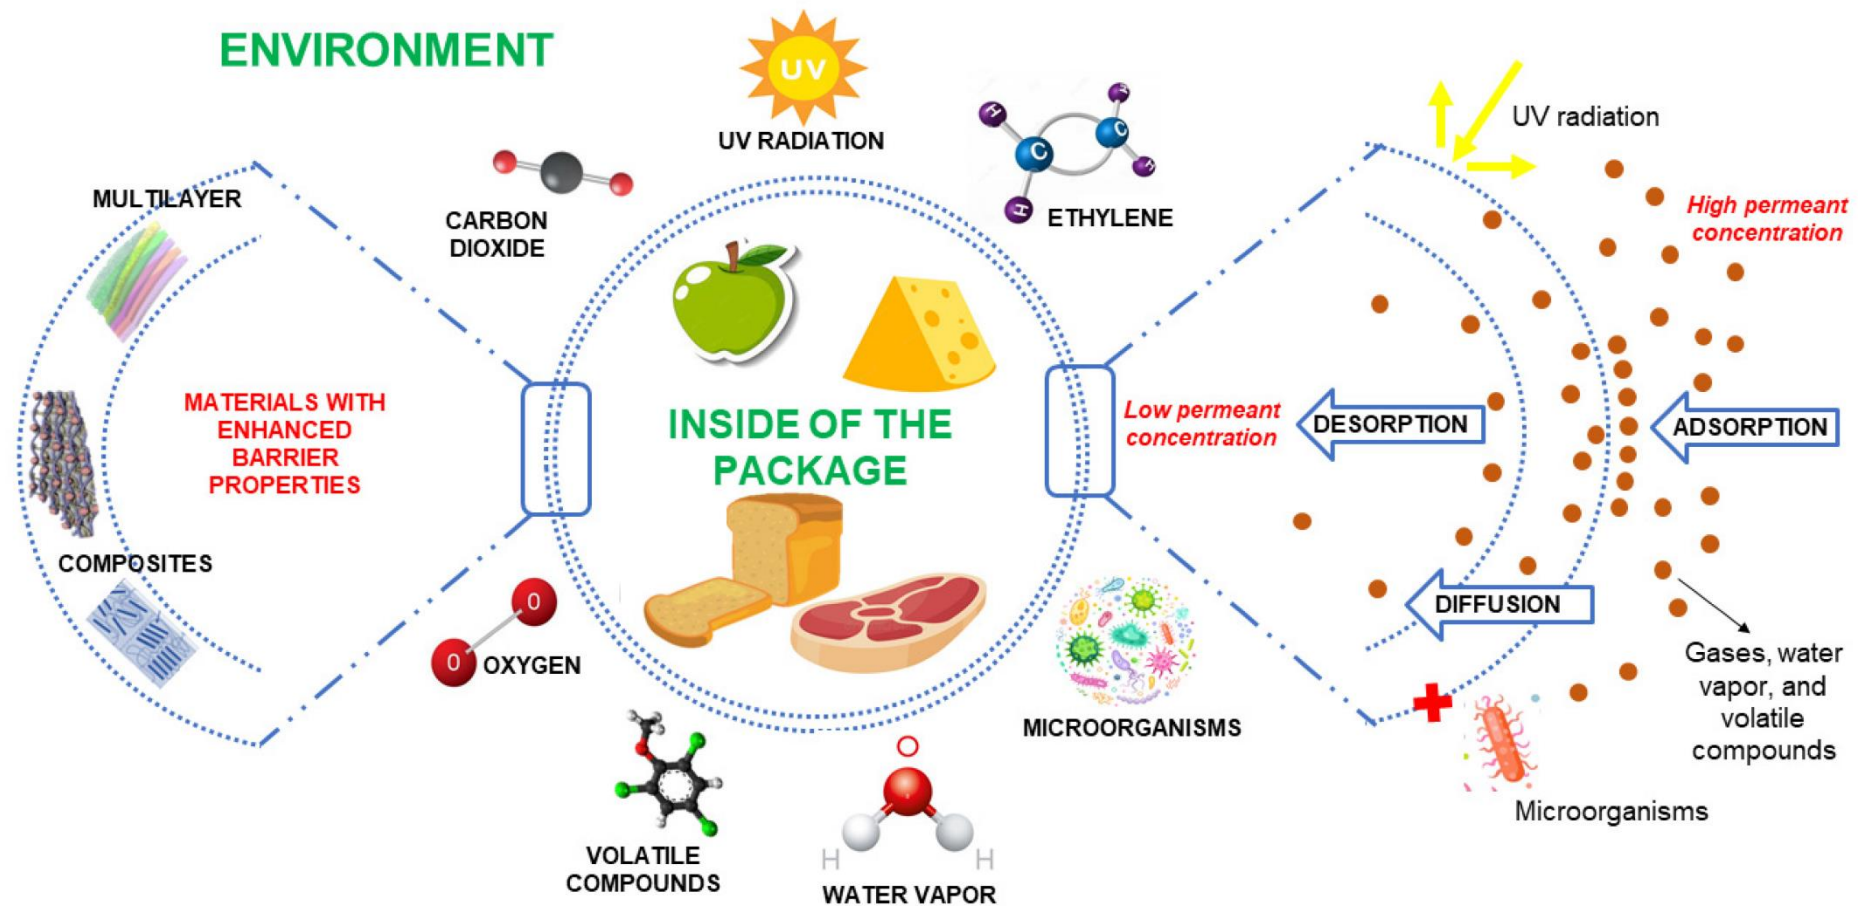 ENVIRONMENT
UV
UV RADIATION
H
H
C
C
H
H
ETHYLENE
CARBON
DIOXIDE
MULTILAYER
MATERIALS WITH
ENHANCED
BARRIER
PROPERTIES
COMPOSITES
INSIDE OF THE
PACKAGE
0
0
OXYGEN
VOLATILE
COMPOUNDS
O
H
H
WATER VAPOR
MICROORGANISMS
UV radiation
High permeant
concentration
Low permeant
concentration
DESORPTION
ADSORPTION
DIFFUSION
Gases, water
vapor, and
volatile
compounds
Microorganisms